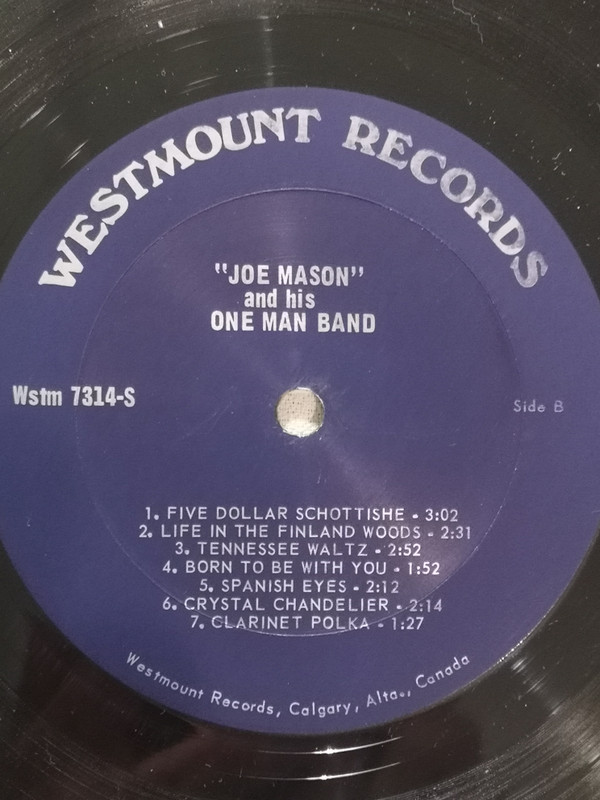 WESTMOUNT RECORDS
"JOE MASON"
and his
ONE MAN BAND
Wstm 7314-S
Side B
1. FIVE DOLLAR SCHOTTISHE - 3:02
2. LIFE IN THE FINLAND WOODS - 2:31
3. TENNESSEE WALTZ - 2:52
4. BORN TO BE WITH YOU - 1:52
5. SPANISH EYES - 2:12
6. CRYSTAL CHANDELIER - 2:14
7. CLARINET POLKA - 1:27
Westmount Records, Calgary, Alta., Canada